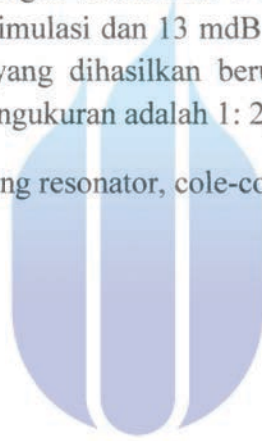 imulasi dan 13 mdB
yang dihasilkan beru
ngukuran adalah 1: 2
ng resonator, cole-co